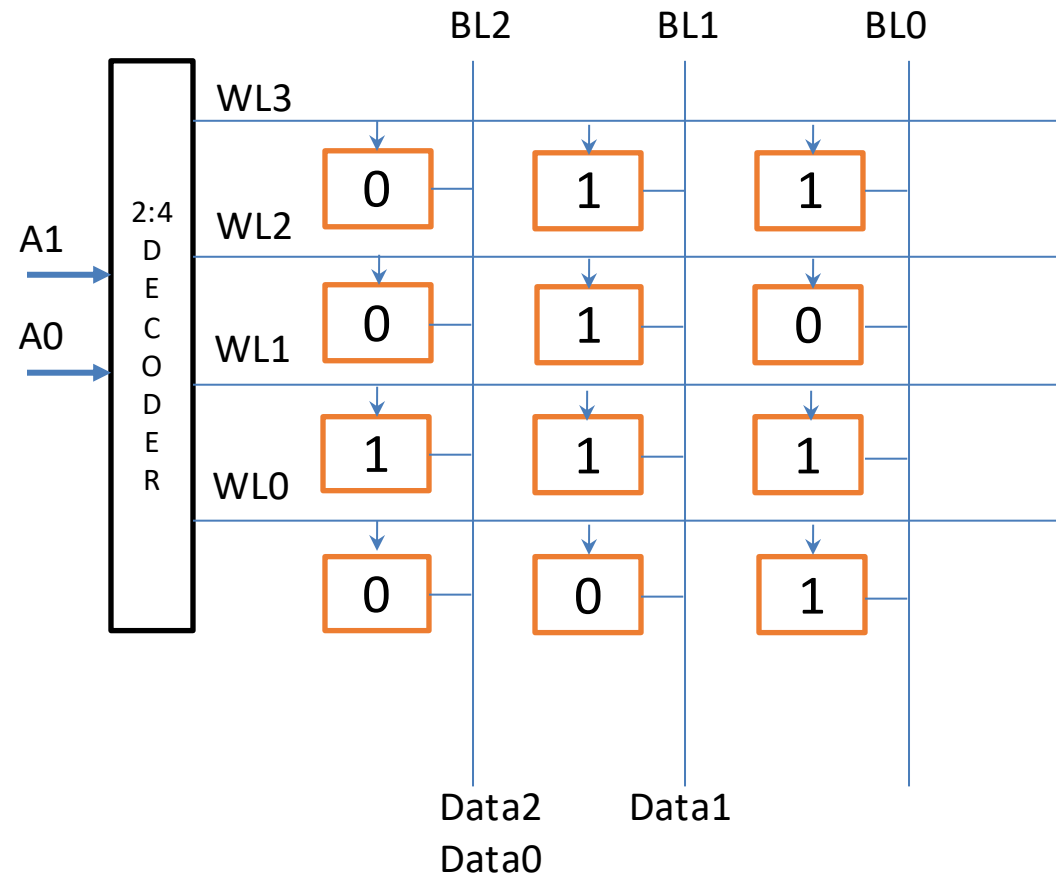 BL2 BL1 BL0
WL3
0 1 1
2:4
D
E
C
O
D
E
R
WL2
A1
0 1 0
A0
WL1
1 1 1
WL0
0 0 1
Data2 Data1
Data0